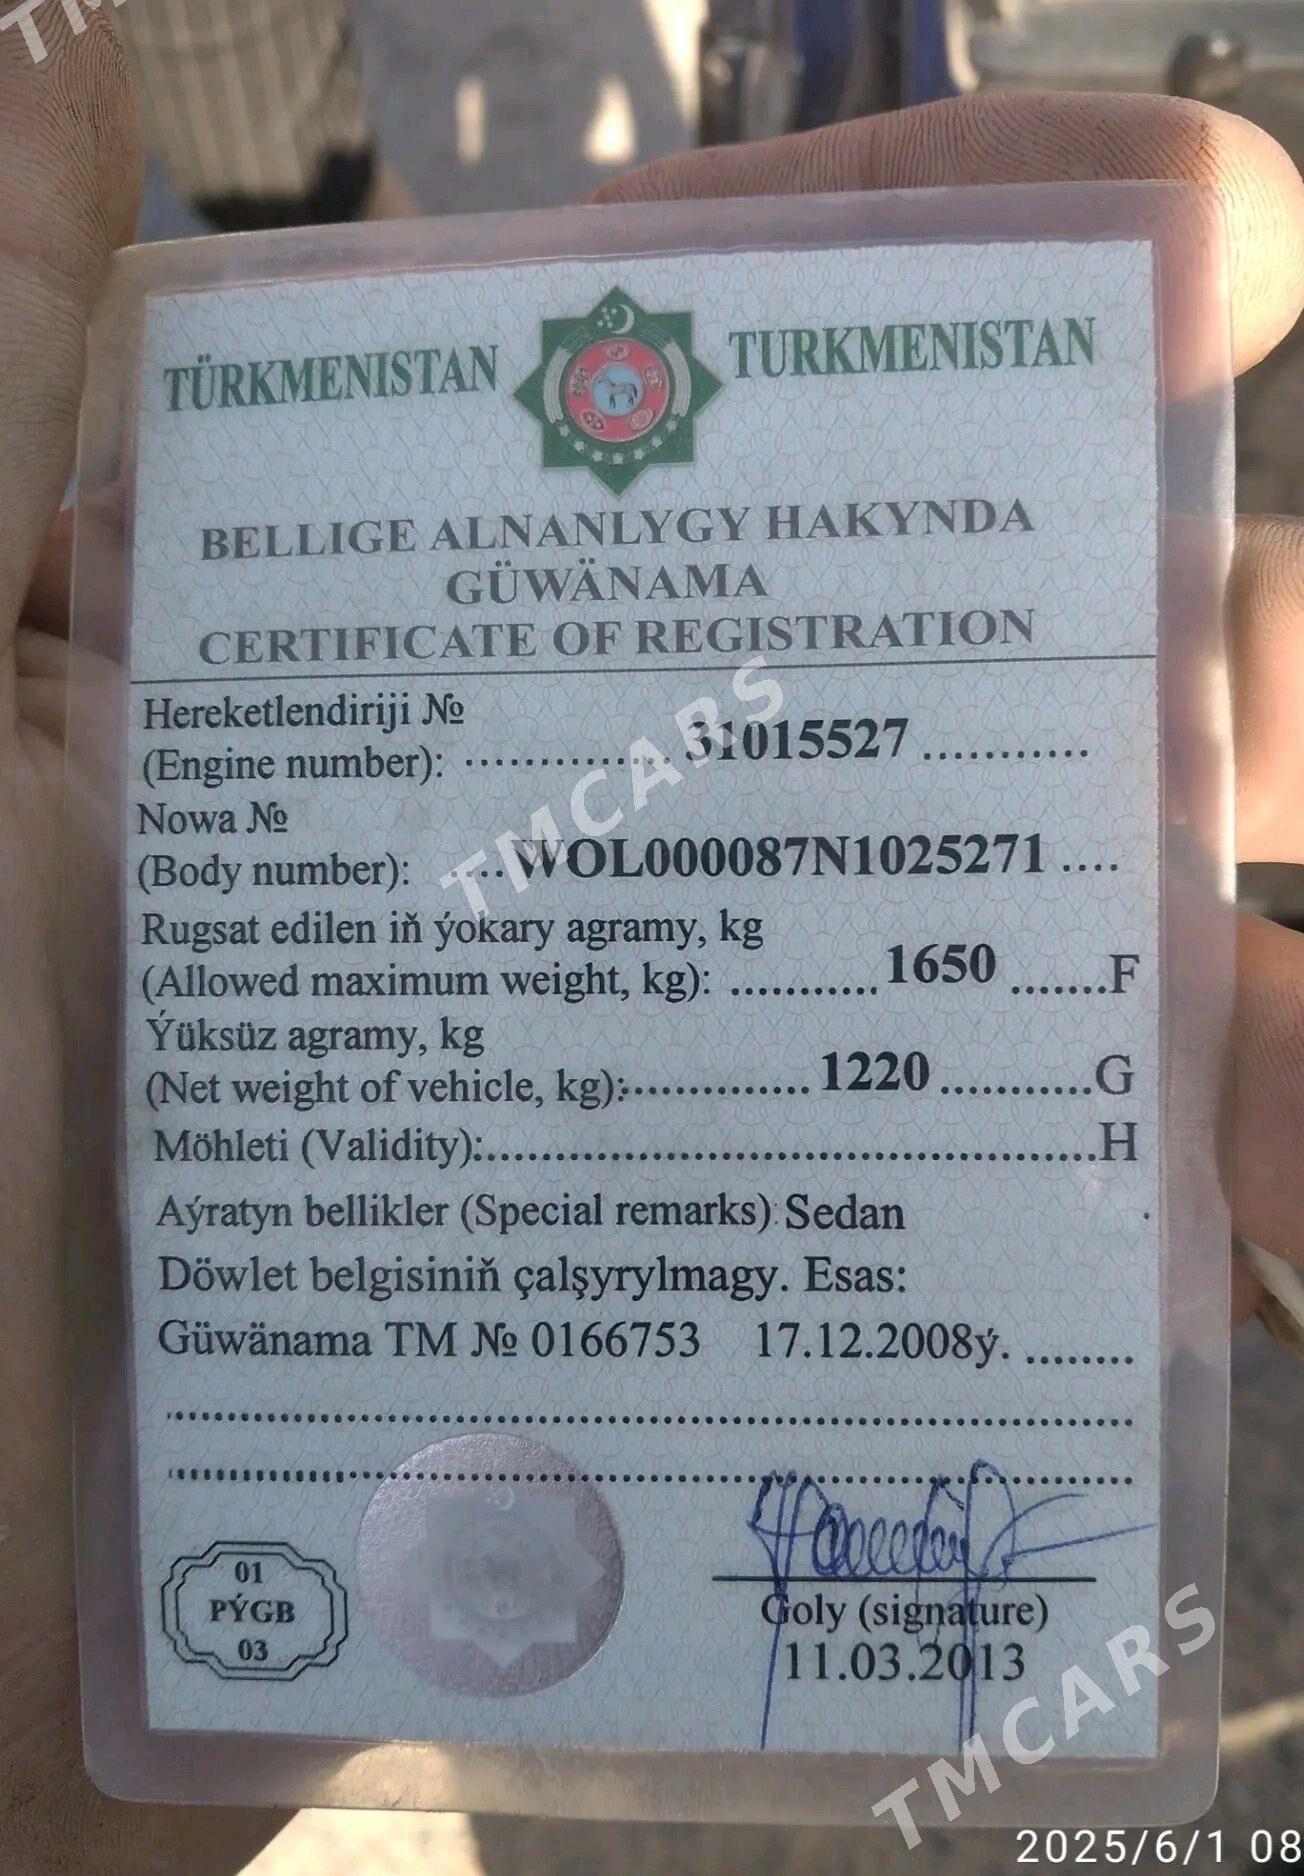 TÜRKMENISTAN TURKMENISTAN
BELLIGE ALNANLYGY HAKYNDA
GÜWÄNAMA
CERTIFICATE OF REGISTRATION
Hereketlendiriji №
(Engine number): .............. 31015527 ............
Nowa №
(Body number): ....WOL000087N1025271 ....
Rugsat edilen iň ýokary agramy, kg
(Allowed maximum weight, kg): ........... 1650 .......F
Ýüksüz agramy, kg
(Net weight of vehicle, kg):............. 1220 ...........G
Möhleti (Validity):............................................H
Aýratyn bellikler (Special remarks): Sedan
Döwlet belgisiniň çalşyrylmagy. Esas:
Güwänama TM № 0166753 17.12.2008ý. ........
01
PÝGB
03
Goly (signature)
11.03.2013
TMCARS
TMCARS
2025/6/1 08